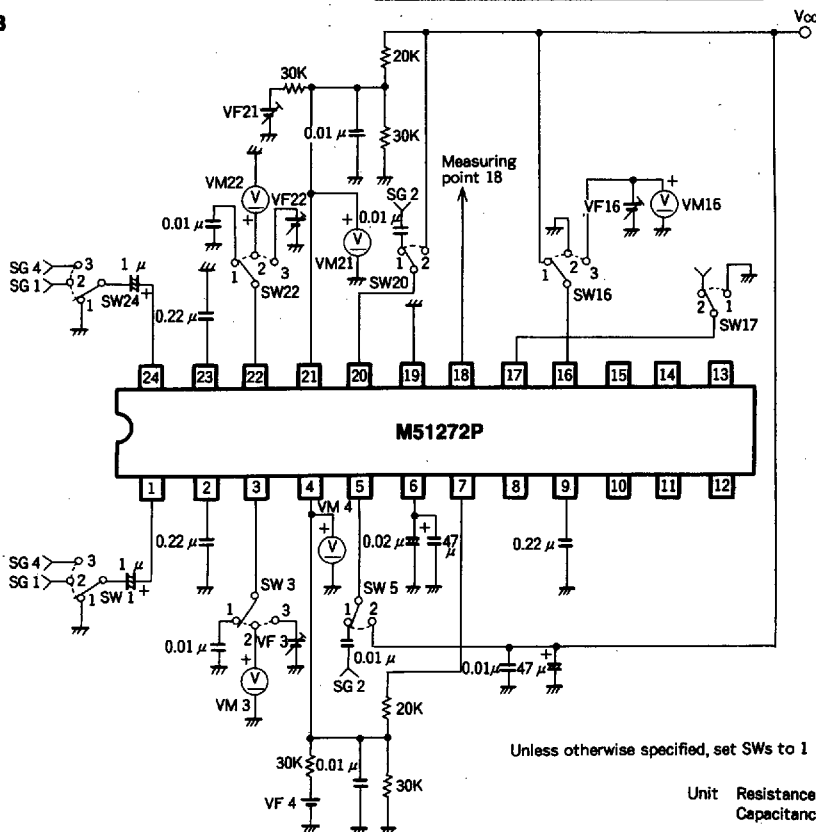 B
Vcc
20K
30K
VF21
0.01 μ
30K
Measuring
point 18
VM22
VF22
SG 2
0.01 μ
0.01 μ
+
+
V
V
VM21
VF16
+
V
VM15
1 2 3
SW22
1 2
SW20
1 2 3
SW16
2 1
SW17
SG 4
3
SG 1
2
1
SW24
1 μ
+
0.22 μ
24 23 22 21 20 19 18 17 16 15 14 13
M51272P
1 2 3 4 5 6 7 8 9 10 11 12
VM 4
+
V
0.22 μ
0.02 μ
+
47
μ
0.22 μ
SG 4
3
SG 1
2
1
SW 1
1 μ
+
SW 3
1 2 3
0.01 μ
VF 3
+
V
VM 3
SW 5
1 2
0.01 μ
SG 2
0.01μ
+
47 μ
20K
30K
0.01 μ
30K
VF 4
Unless otherwise specified, set SWs to 1
Unit Resistance
Capacitanc